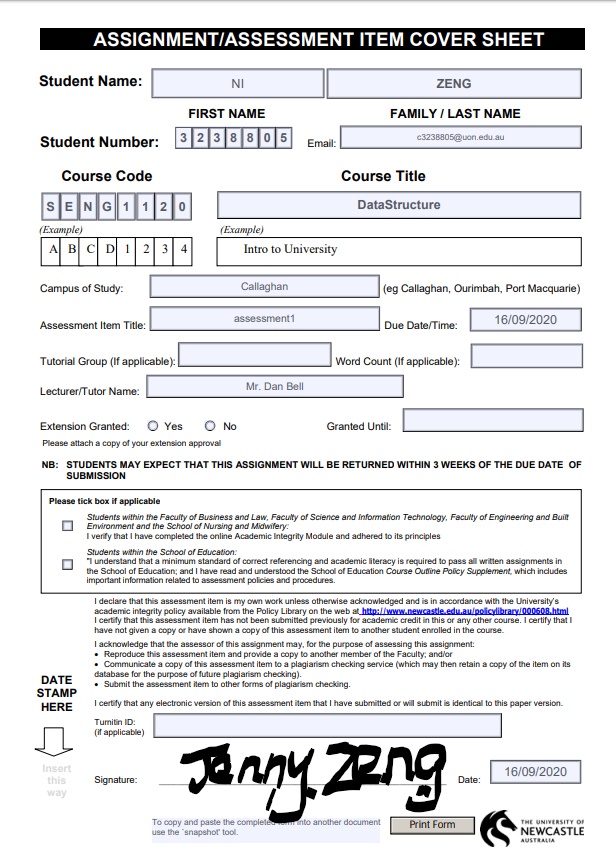 ASSIGNMENT/ASSESSMENT ITEM COVER SHEET
Student Name: NI ZENG
FIRST NAME FAMILY / LAST NAME
Student Number: 3 2 3 8 8 0 5 Email: c3238805@uon.edu.au
Course Code Course Title
S E N G 1 1 2 0 DataStructure
(Example) (Example)
A B C D 1 2 3 4 Intro to University
Campus of Study: Callaghan (eg Callaghan, Ourimbah, Port Macquarie)
Assessment Item Title: assessment1 Due Date/Time: 16/09/2020
Tutorial Group (If applicable): Word Count (If applicable):
Lecturer/Tutor Name: Mr. Dan Bell
Extension Granted: Yes No Granted Until:
Please attach a copy of your extension approval
NB: STUDENTS MAY EXPECT THAT THIS ASSIGNMENT WILL BE RETURNED WITHIN 3 WEEKS OF THE DUE DATE OF
SUBMISSION
Please tick box if applicable
Students within the Faculty of Business and Law, Faculty of Science and Information Technology, Faculty of Engineering and Built
Environment and the School of Nursing and Midwifery:
I verify that I have completed the online Academic Integrity Module and adhered to its principles
Students within the School of Education:
"I understand that a minimum standard of correct referencing and academic literacy is required to pass all written assignments in
the School of Education; and I have read and understood the School of Education Course Outline Policy Supplement, which includes
important information related to assessment policies and procedures.
I declare that this assessment item is my own work unless otherwise acknowledged and is in accordance with the University's
academic integrity policy available from the Policy Library on the web at http://www.newcastle.edu.au/policylibrary/000608.html
I certify that this assessment item has not been submitted previously for academic credit in this or any other course. I certify that I
have not given a copy or have shown a copy of this assessment item to another student enrolled in the course.
I acknowledge that the assessor of this assignment may, for the purpose of assessing this assignment:
• Reproduce this assessment item and provide a copy to another member of the Faculty; and/or
• Communicate a copy of this assessment item to a plagiarism checking service (which may then retain a copy of the item on its
database for the purpose of future plagiarism checking).
• Submit the assessment item to other forms of plagiarism checking.
I certify that any electronic version of this assessment item that I have submitted or will submit is identical to this paper version.
DATE
STAMP
HERE
Insert
this
way
Turnitin ID:
(if applicable)
Signature: Jenny Zeng Date: 16/09/2020
To copy and paste the completed form into another document
use the `snapshot' tool.
Print Form
THE UNIVERSITY OF
NEWCASTLE
AUSTRALIA